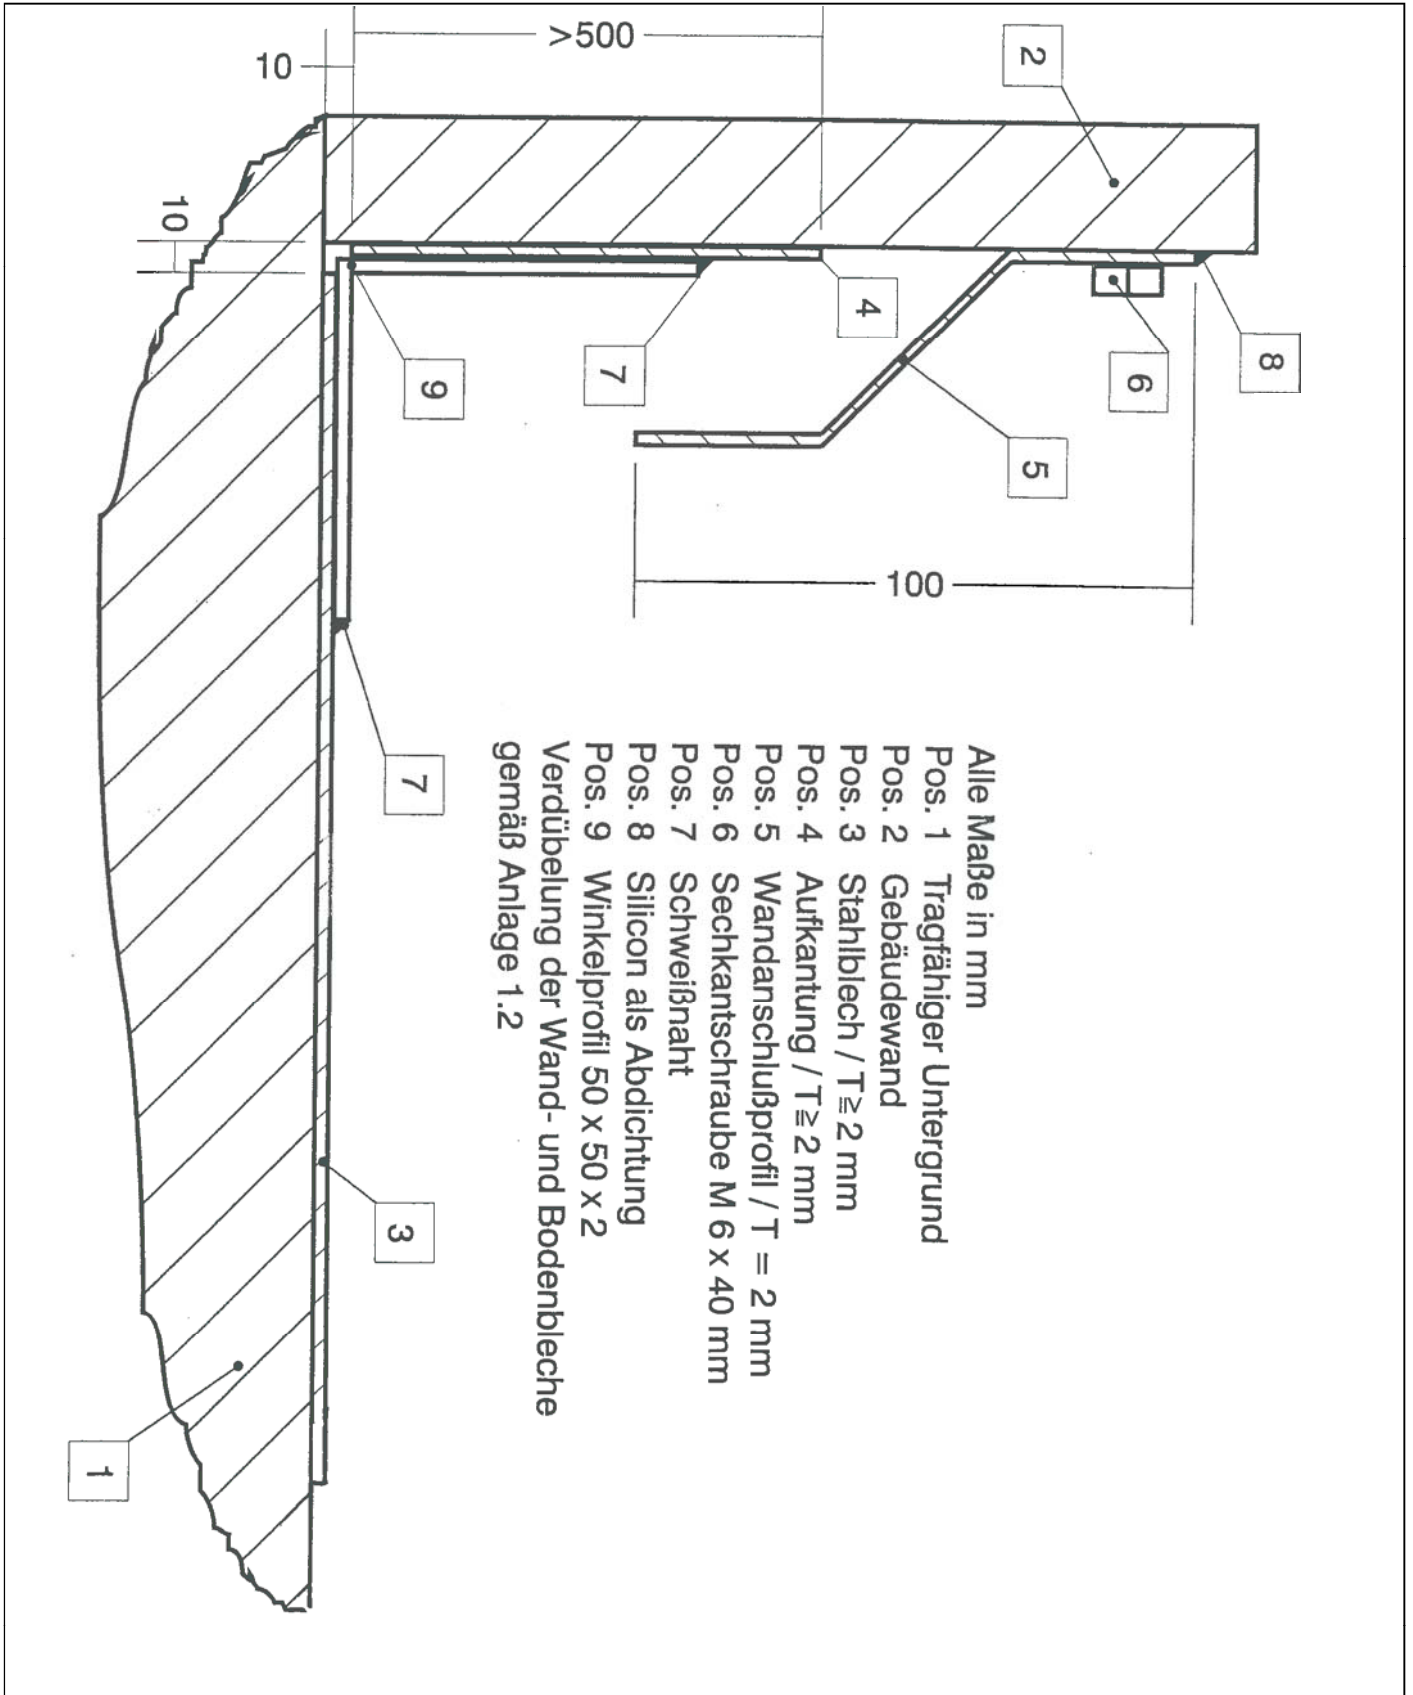 >500
10
10
2
4
7
9
8
6
5
100
7
3
1
Alle Maße in mm
Pos. 1 Tragfähiger Untergrund
Pos. 2 Gebäudewand
Pos. 3 Stahlblech / T ≥ 2 mm
Pos. 4 Aufkantung / T ≥ 2 mm
Pos. 5 Wandanschlußprofil / T = 2 mm
Pos. 6 Sechkantschraube M 6 x 40 mm
Pos. 7 Schweißnaht
Pos. 8 Silicon als Abdichtung
Pos. 9 Winkelprofil 50 x 50 x 2
Verdübelung der Wand- und Bodenbleche
gemäß Anlage 1.2